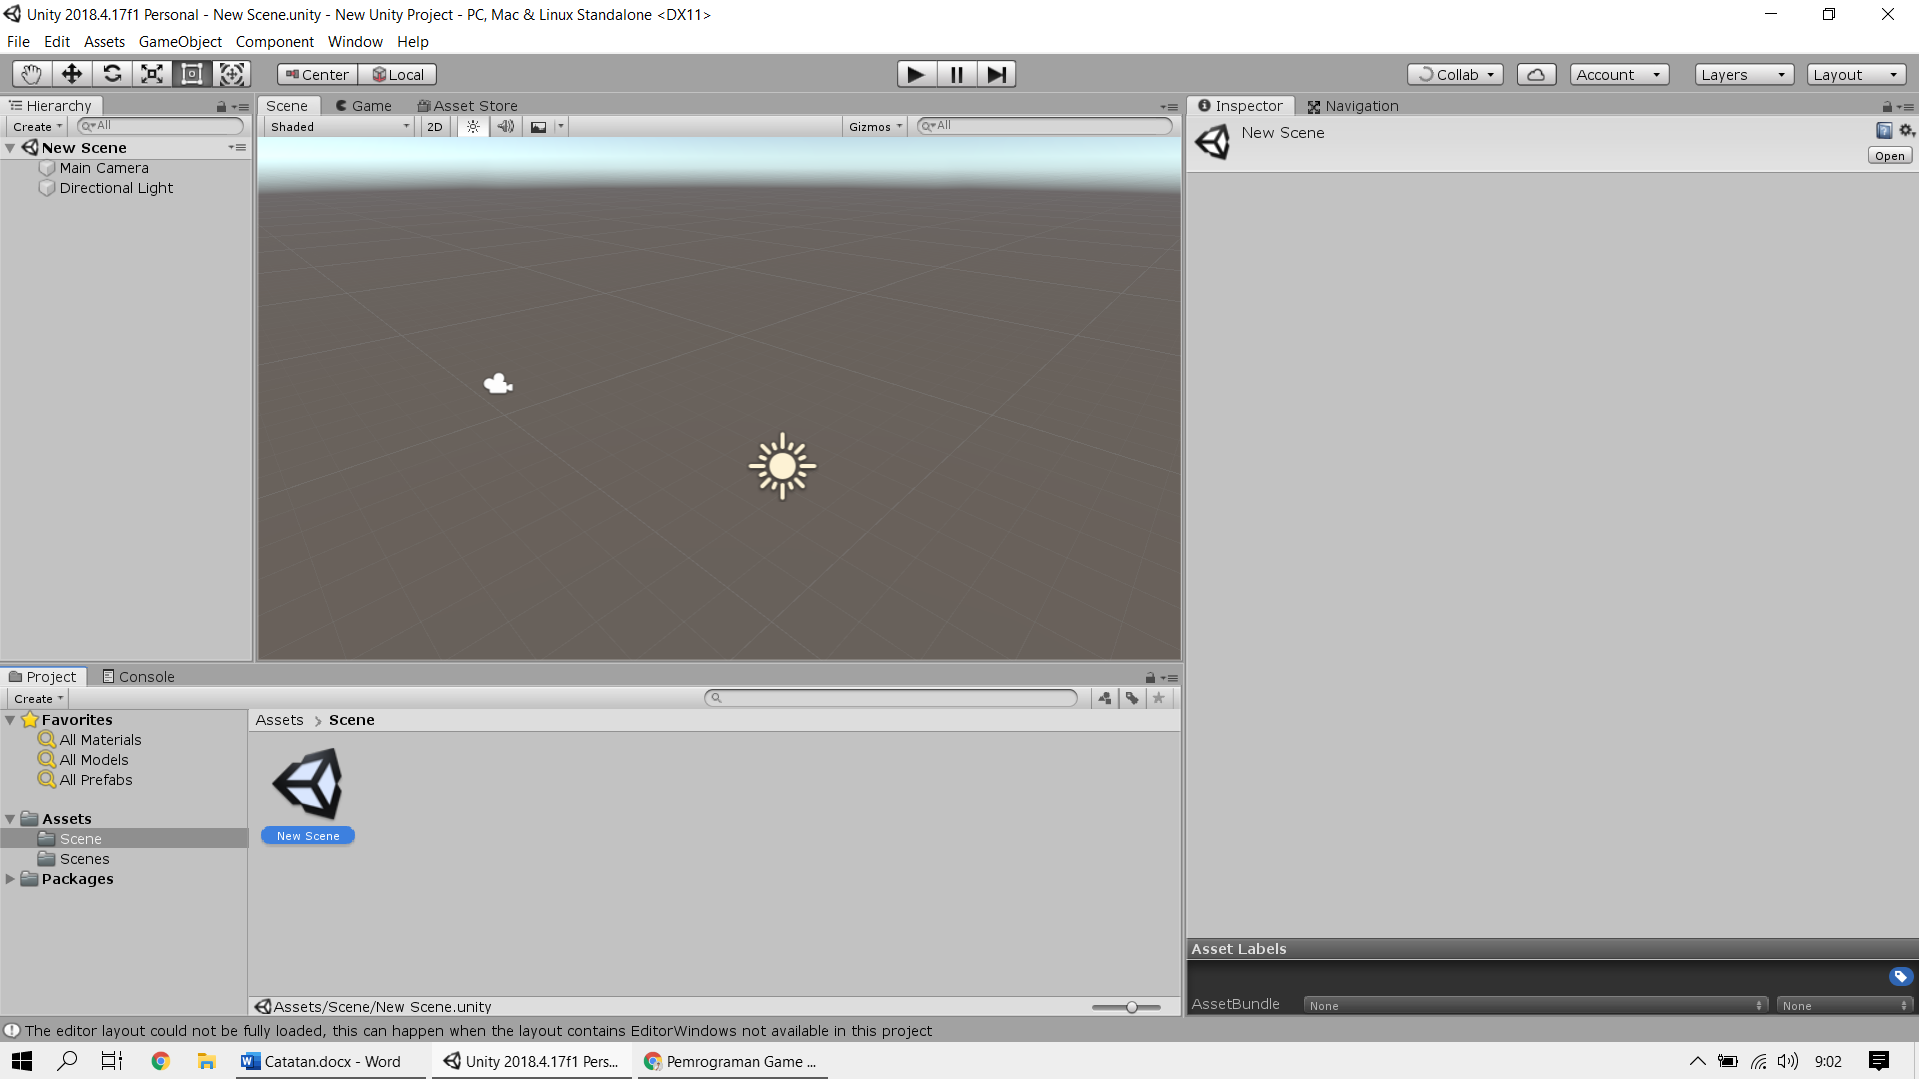 Unity 2018.4.17f1 Personal - New Scene.unity - New Unity Project - PC, Mac & Linux Standalone <DX11>
File Edit Assets GameObject Component Window Help
Center Local Collab Account Layers Layout
Hierarchy
Create All
New Scene
Main Camera
Directional Light
Scene Game Asset Store
Shaded 2D Gizmos All
Inspector Navigation
New Scene
Open
Project Console
Create
Favorites
All Materials
All Models
All Prefabs
Assets
Scene
Scenes
Packages
Assets > Scene
New Scene
Assets/Scene/New Scene.unity
Asset Labels
AssetBundle None None
The editor layout could not be fully loaded, this can happen when the layout contains EditorWindows not available in this project
Catatan.docx - Word Unity 2018.4.17f1 Pers... Pemrograman Game ... 9:02